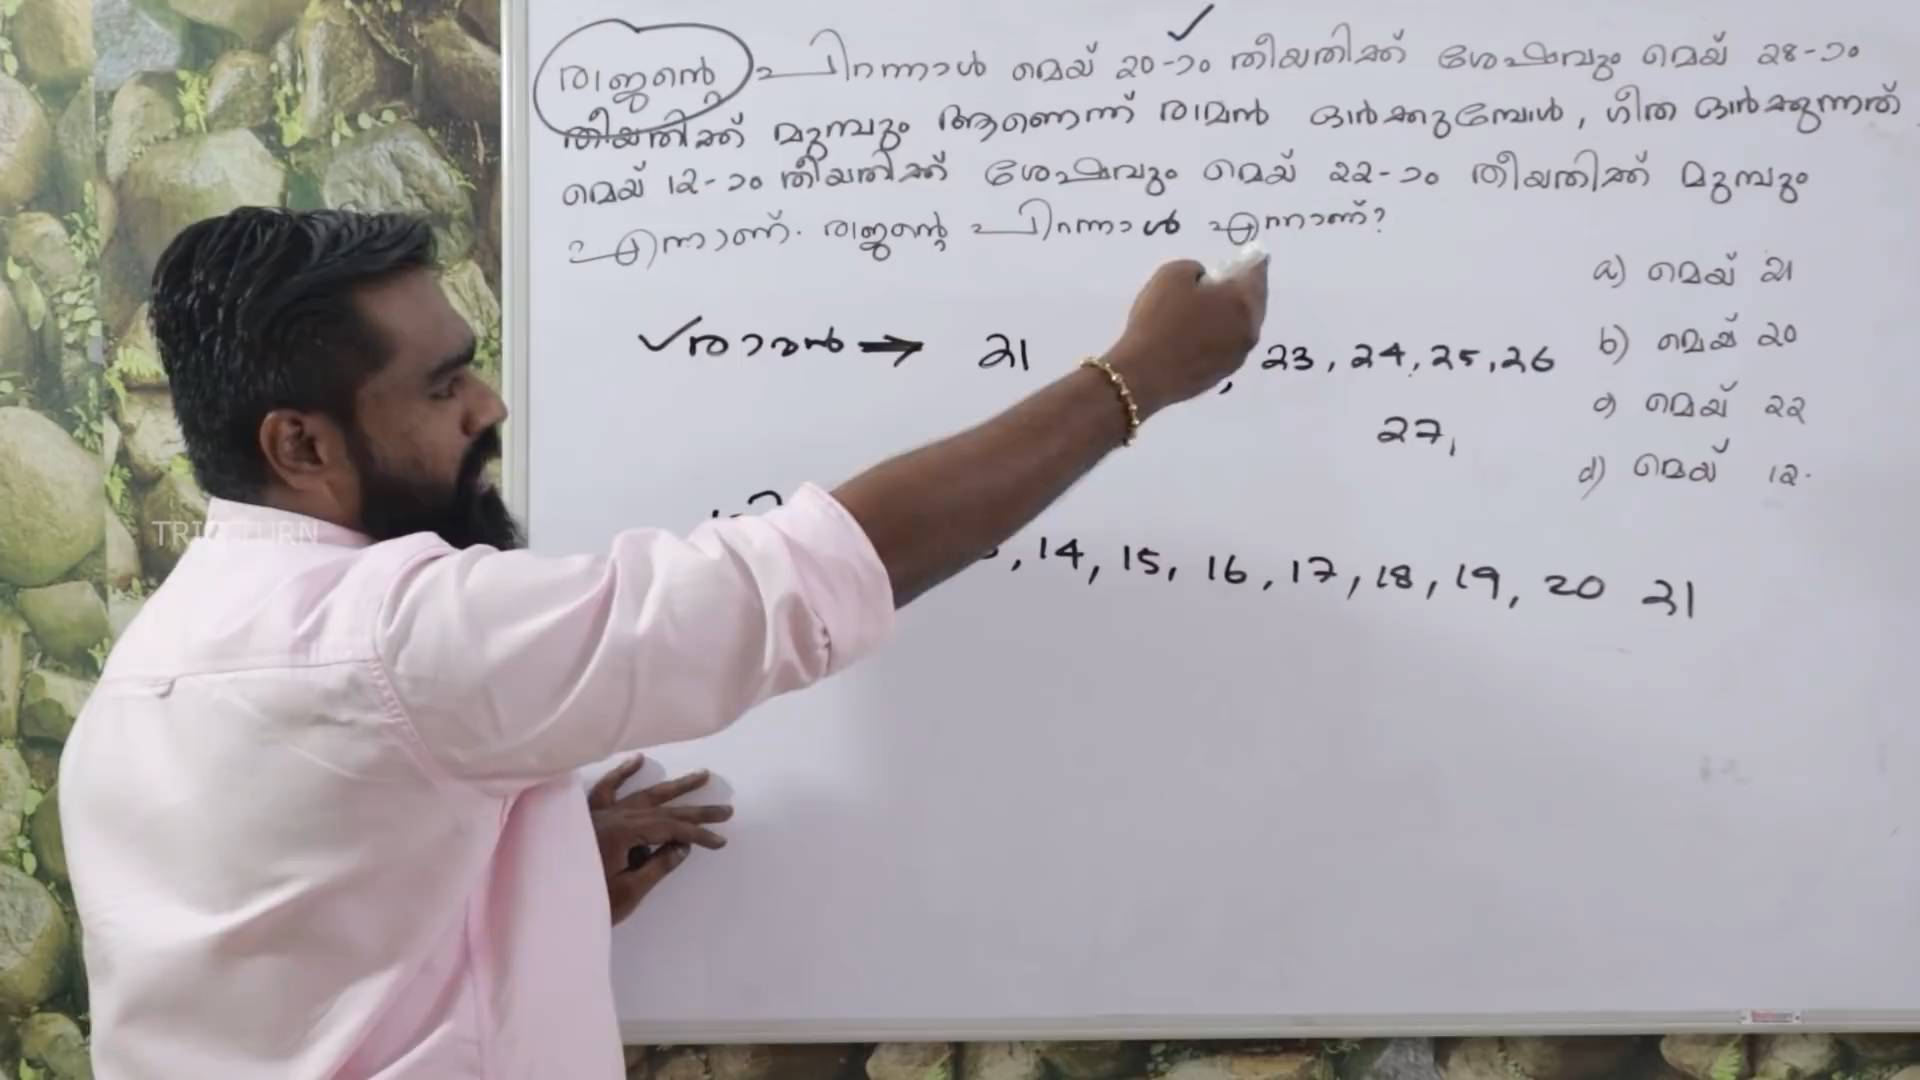 രാജന്റെ പിറന്നാൾ മെയ് 20-ാം തീയതിക്ക് ശേഷവും മെയ് 28-ാം
തീയതിക്ക് മുമ്പും ആണെന്ന് രാമൻ ഓർക്കുമ്പോൾ, ഗീത ഓർക്കുന്നത്
മെയ് 12-ാം തീയതിക്ക് ശേഷവും മെയ് 22-ാം തീയതിക്ക് മുമ്പും
എന്നാണ്. രാജന്റെ പിറന്നാൾ എന്നാണ്?
a) മെയ് 21
b) മെയ് 20
c) മെയ് 22
d) മെയ് 12.
✓ രാമൻ → 21 , 23, 24, 25, 26
27,
, 14, 15, 16, 17, 18, 19, 20 21